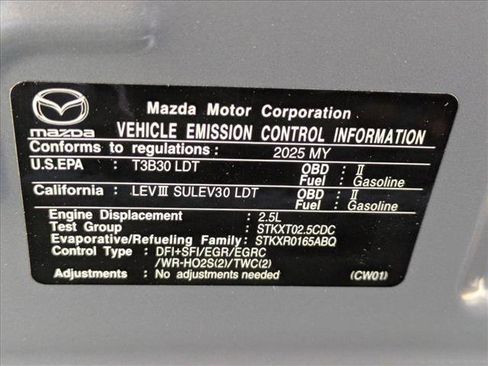 Mazda Motor Corporation
mazda VEHICLE EMISSION CONTROL INFORMATION
Conforms to regulations : 2025 MY
U.S.EPA : T3B30 LDT OBD : II
Fuel : Gasoline
California : LEVIII SULEV30 LDT OBD : II
Fuel : Gasoline
Engine Displacement : 2.5L
Test Group : STKXT02.5CDC
Evaporative/Refueling Family: STKXR0165ABQ
Control Type : DFI+SFI/EGR/EGRC
/WR-HO2S(2)/TWC(2)
Adjustments : No adjustments needed (CW01)